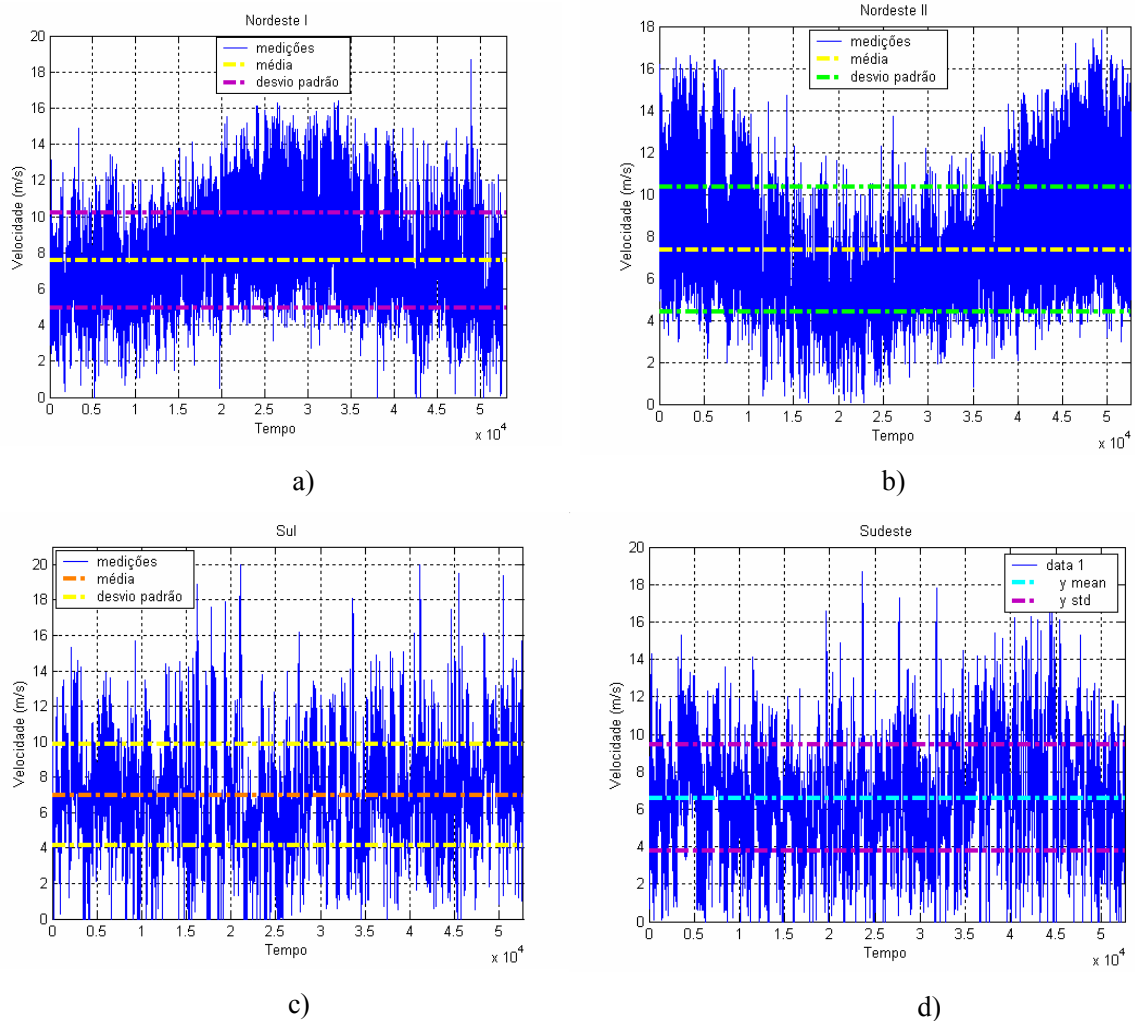 Nordeste I
20
18
16
14
12
10
8
6
4
2
0
Velocidade (m/s)
medições
média
desvio padrão
0 0.5 1 1.5 2 2.5 3 3.5 4 4.5 5
Tempo
x 10^4
a)
Nordeste II
18
16
14
12
10
8
6
4
2
0
Velocidade (m/s)
medições
média
desvio padrão
0 0.5 1 1.5 2 2.5 3 3.5 4 4.5 5
Tempo
x 10^4
b)
Sul
20
18
16
14
12
10
8
6
4
2
0
Velocidade (m/s)
medições
média
desvio padrão
0 0.5 1 1.5 2 2.5 3 3.5 4 4.5 5
Tempo
x 10^4
c)
Sudeste
20
18
16
14
12
10
8
6
4
2
0
Velocidade (m/s)
data 1
y mean
y std
0 0.5 1 1.5 2 2.5 3 3.5 4 4.5 5
Tempo
x 10^4
d)